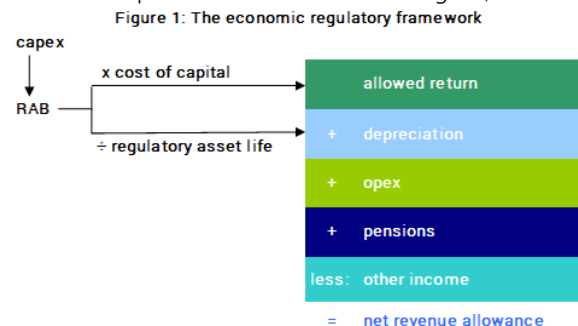 Figure 1: The economic regulatory framework
capex
x cost of capital
allowed return
RAB
+ depreciation
÷ regulatory asset life
+ opex
+ pensions
less: other income
= net revenue allowance